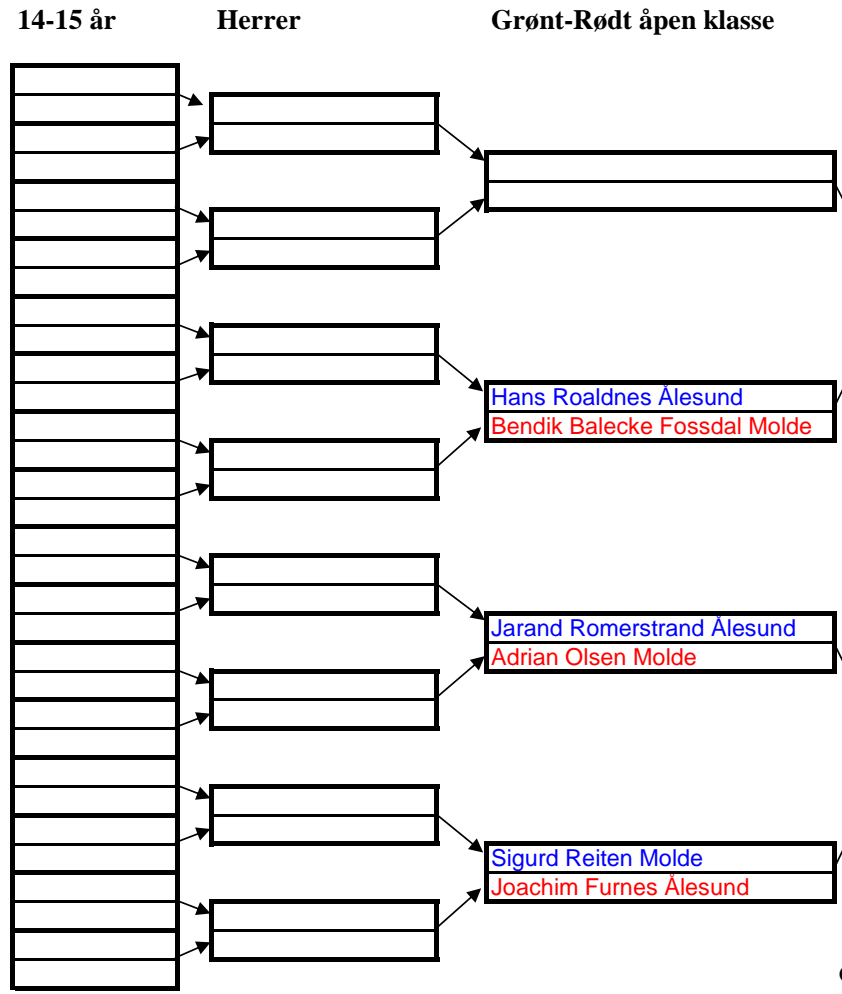 14-15 år Herrer Grønt-Rødt åpen klasse
Hans Roaldnes Ålesund
Bendik Balecke Fossdal Molde
Jarand Romerstrand Ålesund
Adrian Olsen Molde
Sigurd Reiten Molde
Joachim Furnes Ålesund